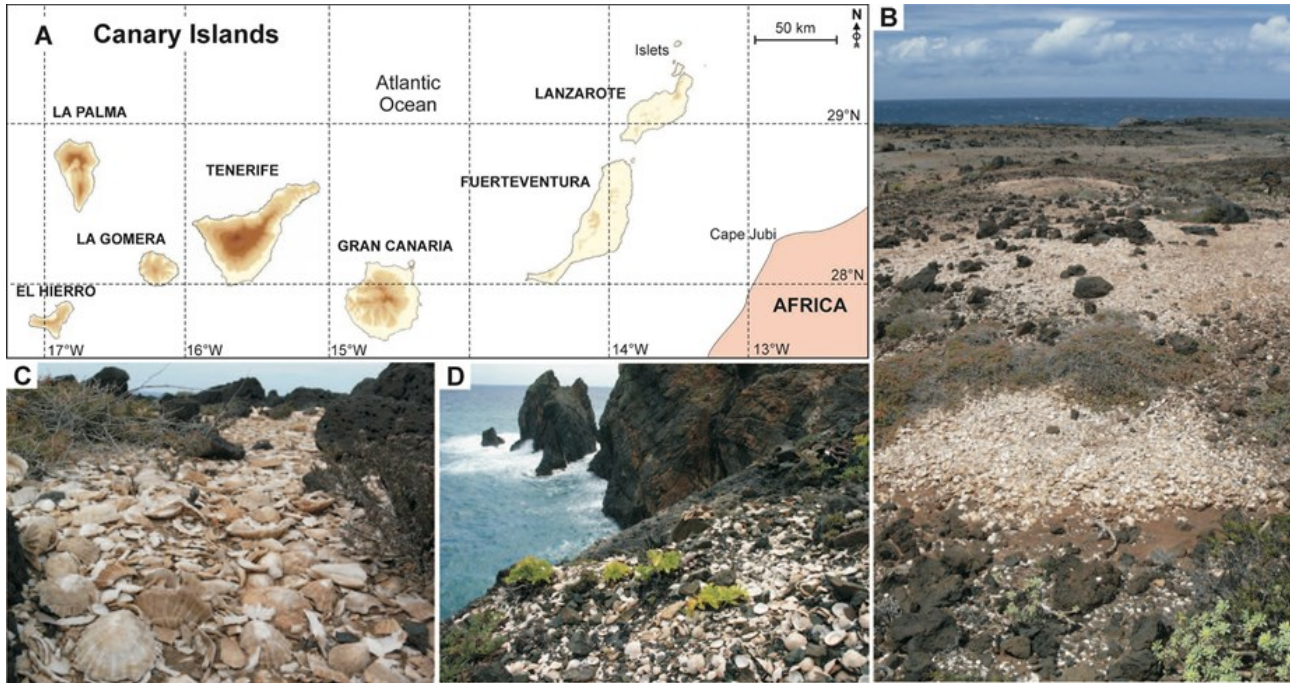 A
Canary Islands
LA PALMA
TENERIFE
LA GOMERA
EL HIERRO
GRAN CANARIA
Atlantic
Ocean
LANZAROTE
Islets
FUERTEVENTURA
Cape Jubi
AFRICA
50 km
N
29°N
28°N
17°W
16°W
15°W
14°W
13°W
B
C
D